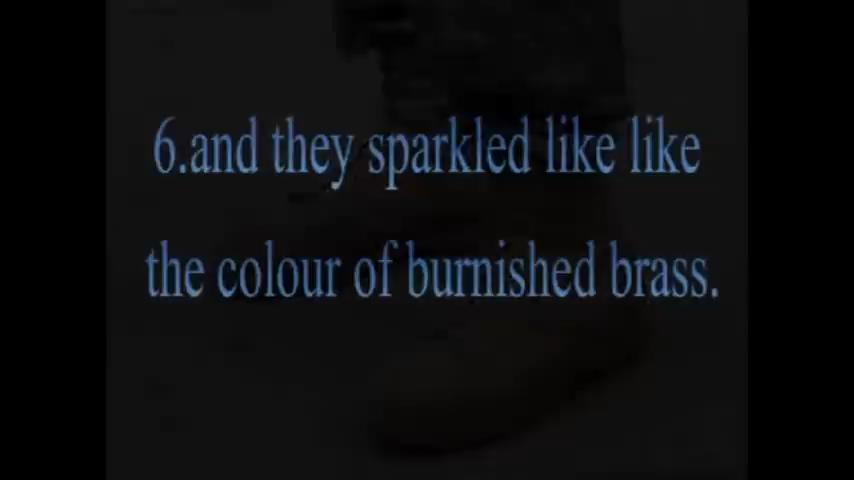 6.and they sparkled like like
the colour of burnished brass.